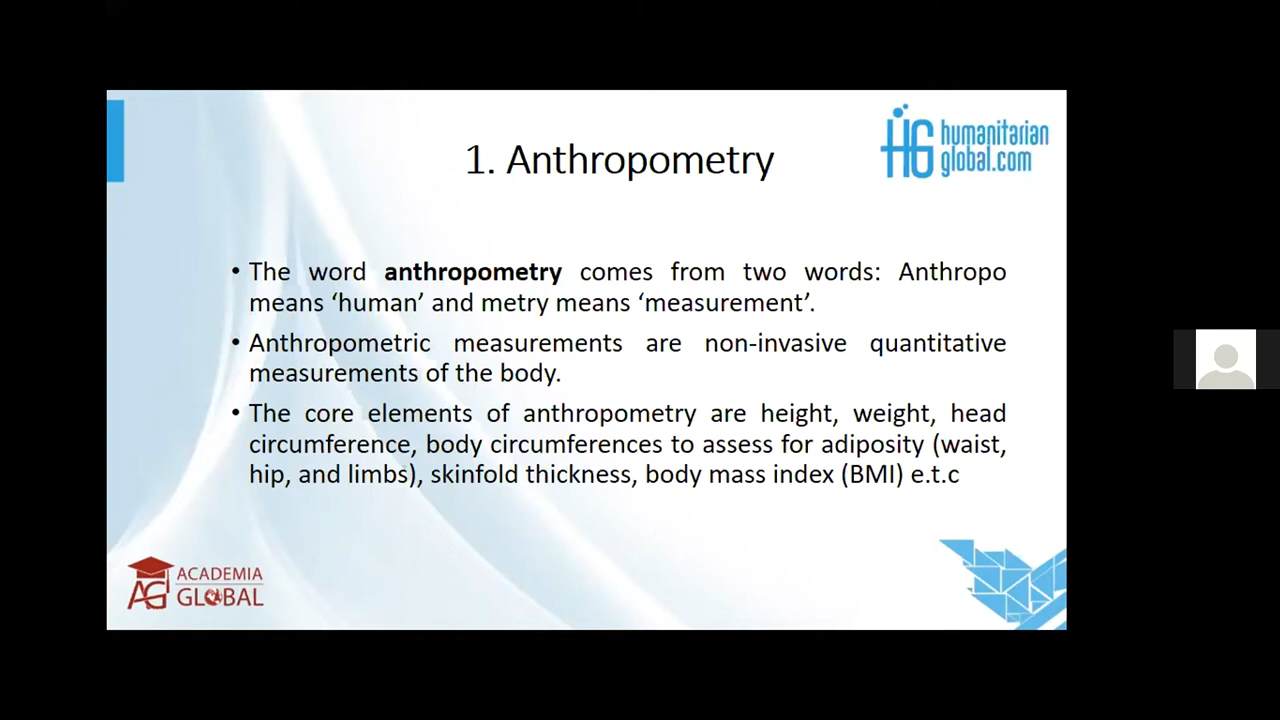 humanitarian
global.com
1. Anthropometry
• The word anthropometry comes from two words: Anthropo
means ‘human’ and metry means ‘measurement’.
• Anthropometric measurements are non-invasive quantitative
measurements of the body.
• The core elements of anthropometry are height, weight, head
circumference, body circumferences to assess for adiposity (waist,
hip, and limbs), skinfold thickness, body mass index (BMI) e.t.c
ACADEMIA
GLOBAL